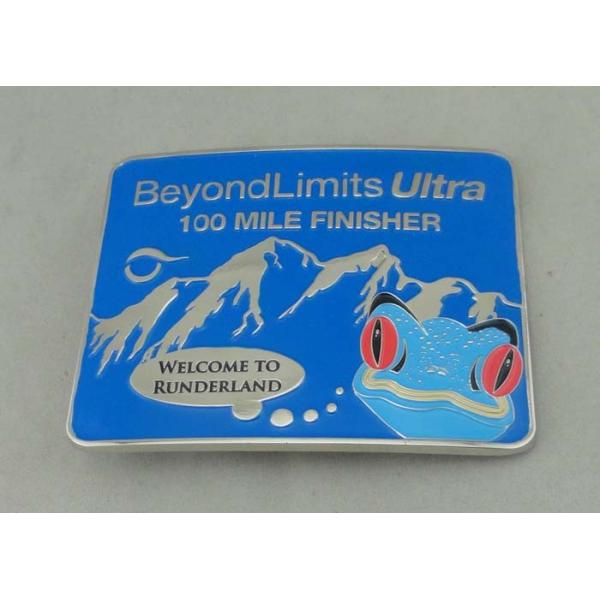 BeyondLimits Ultra
100 MILE FINISHER
WELCOME TO
RUNDERLAND